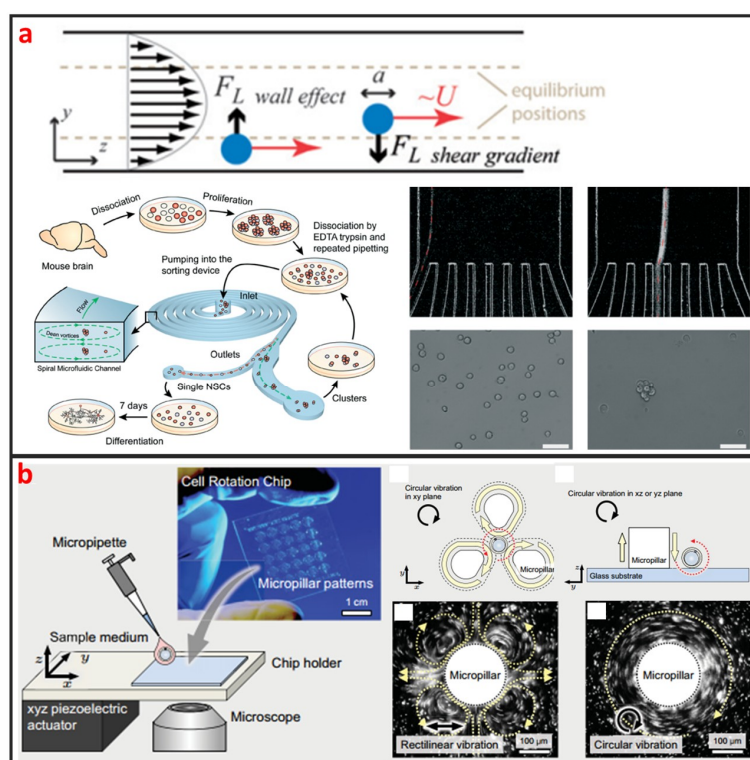 a
F_L wall effect
a
~U
equilibrium
positions
F_L shear gradient
y
z
Dissociation
Proliferation
Mouse brain
Dissociation by
EDTA trypsin and
repeated pipetting
Pumping into the
sorting device
Inlet
Flow
Dean vortices
Spiral Microfluidic Channel
Outlets
Single NSCs
Clusters
7 days
Differentiation
b
Cell Rotation Chip
Micropillar patterns
1 cm
Micropipette
Sample medium
z
y
x
Chip holder
xyz piezoelectric
actuator
Microscope
Circular vibration
in xy plane
Micropillar
y
x
Circular vibration in xz or yz plane
Micropillar
Glass substrate
z
y
x
Micropillar
Rectilinear vibration
100 μm
Micropillar
Circular vibration
100 μm